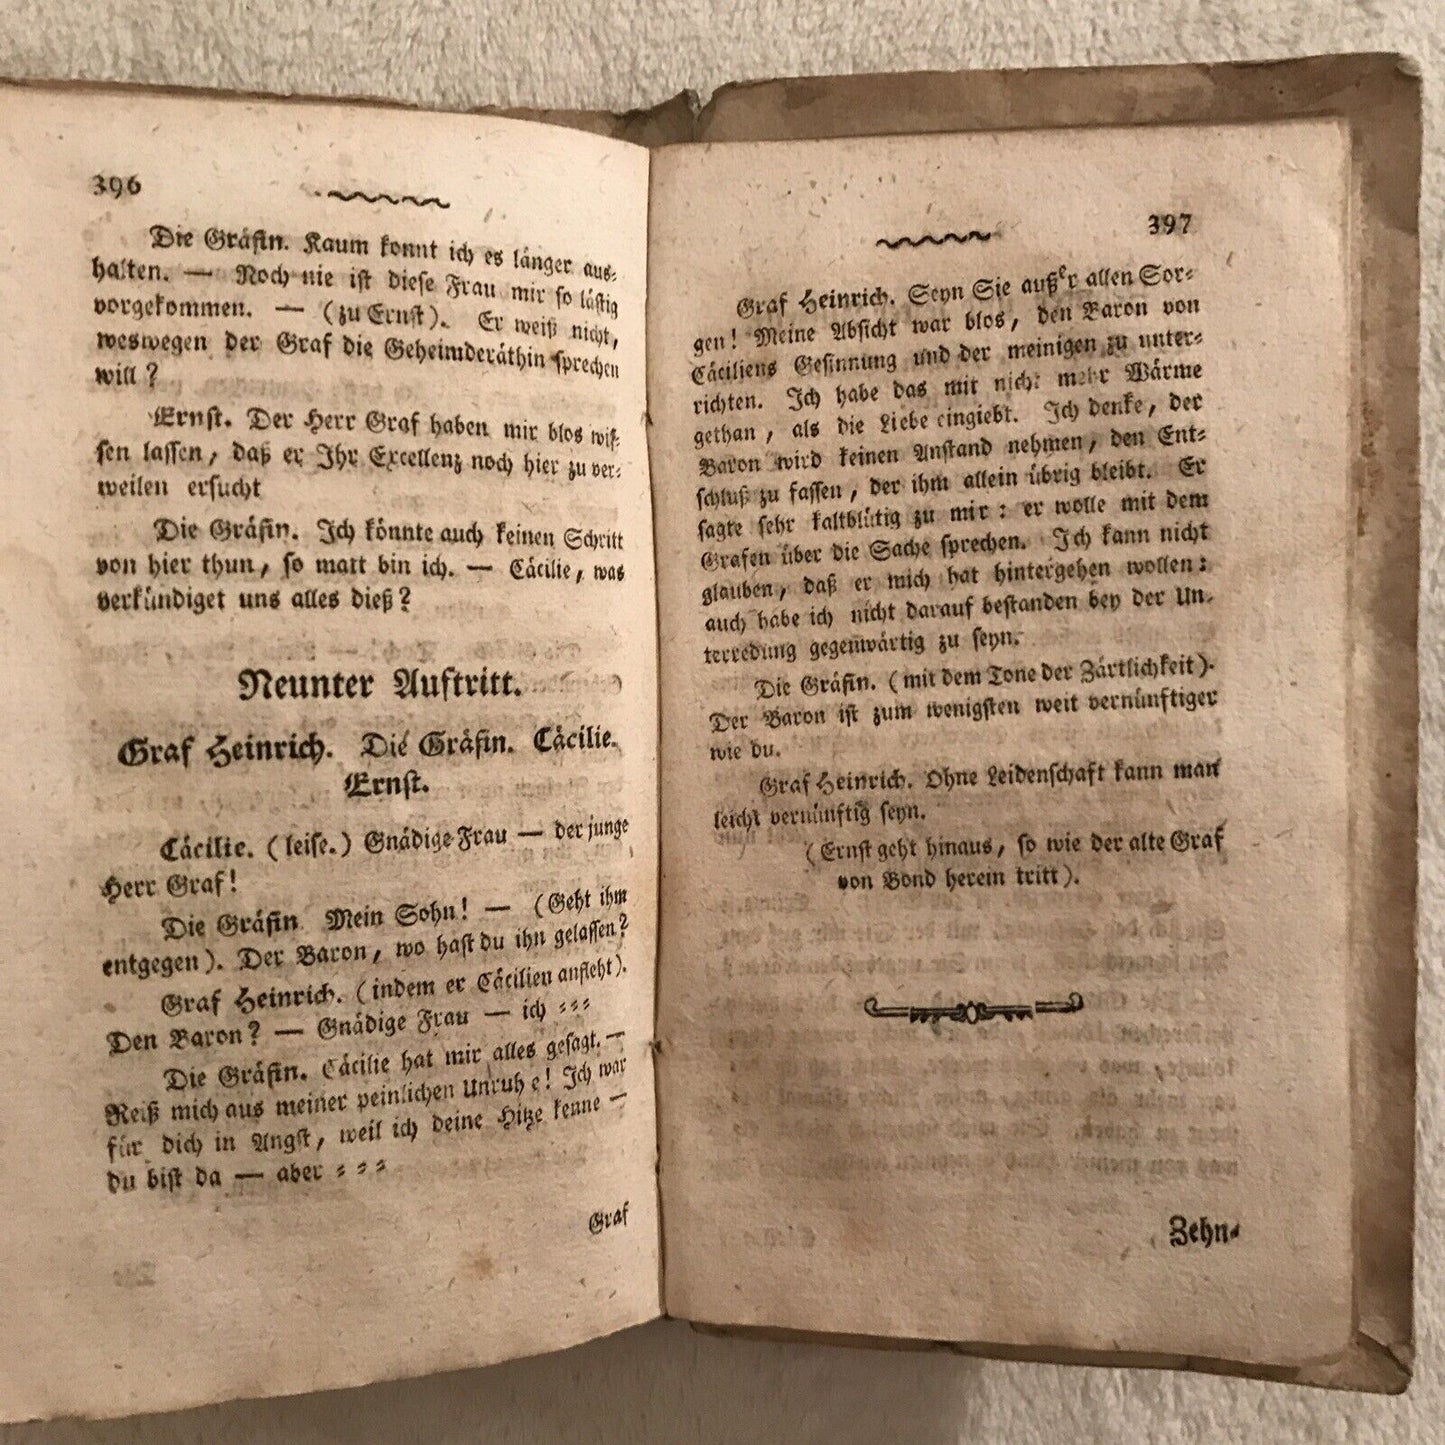 396
Die Gräfin. Kaum konnt ich es länger aus-
halten. — Noch nie ist diese Frau mir so lästig
vorgekommen. — (zu Ernst). Er weiß nicht,
weswegen der Graf die Geheimderäthin sprechen
will?
Ernst. Der Herr Graf haben mir blos wis-
sen lassen, daß er Ihr Excellenz noch hier zu ver-
weilen ersucht
Die Gräfin. Ich könnte auch keinen Schritt
von hier thun, so matt bin ich. — Cäcilie, was
verkündiget uns alles dieß?
Neunter Auftritt.
Graf Heinrich. Die Gräfin. Cäcilie.
Ernst.
Cäcilie. (leise.) Gnädige Frau — der junge
Herr Graf!
Die Gräfin Mein Sohn! — (Geht ihm
entgegen). Der Baron, wo hast du ihn gelassen?
Graf Heinrich. (indem er Cäcilien ansieht).
Den Baron? — Gnädige Frau — ich = = =
Die Gräfin. Cäcilie hat mir alles gesagt. —
Reiß mich aus meiner peinlichen Unruhe! Ich war
für dich in Angst, weil ich deine Hitze kenne —
du bist da — aber = = =
Graf
397
Graf Heinrich. Seyn Sie außer allen Sor-
gen! Meine Absicht war blos, den Baron von
Cäciliens Gesinnung und der meinigen zu unter-
richten. Ich habe das mit nicht mehr Wärme
gethan, als die Liebe eingiebt. Ich denke, der
Baron wird keinen Anstand nehmen, den Ent-
schluß zu fassen, der ihm allein übrig bleibt. Er
sagte sehr kaltblütig zu mir: er wolle mit dem
Grafen über die Sache sprechen. Ich kann nicht
glauben, daß er mich hat hintergehen wollen:
auch habe ich nicht darauf bestanden bey der Un-
terredung gegenwärtig zu seyn.
Die Gräfin. (mit dem Tone der Zärtlichkeit).
Der Baron ist zum wenigsten weit vernünftiger
wie du.
Graf Heinrich. Ohne Leidenschaft kann man
leicht vernünftig seyn.
(Ernst geht hinaus, so wie der alte Graf
von Bond herein tritt).
Zehn-